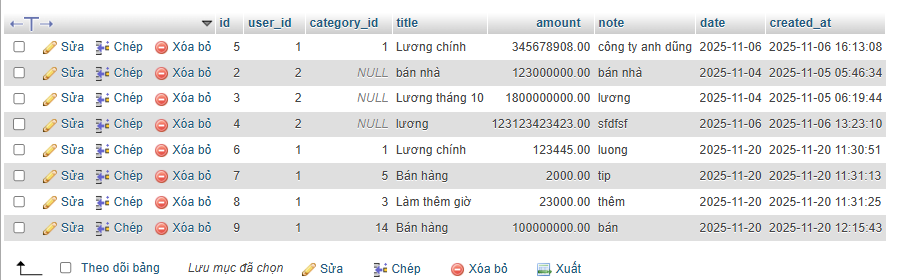 id user_id category_id title amount note date created_at
Sửa Chép Xóa bỏ 5 1 1 Lương chính 345678908.00 công ty anh dũng 2025-11-06 2025-11-06 16:13:08
Sửa Chép Xóa bỏ 2 2 NULL bán nhà 123000000.00 bán nhà 2025-11-04 2025-11-05 05:46:34
Sửa Chép Xóa bỏ 3 2 NULL Lương tháng 10 1800000000.00 lương 2025-11-04 2025-11-05 06:19:44
Sửa Chép Xóa bỏ 4 2 NULL lương 123123423423.00 sfdfsf 2025-11-06 2025-11-06 13:23:10
Sửa Chép Xóa bỏ 6 1 1 Lương chính 123445.00 luong 2025-11-20 2025-11-20 11:30:51
Sửa Chép Xóa bỏ 7 1 5 Bán hàng 2000.00 tip 2025-11-20 2025-11-20 11:31:13
Sửa Chép Xóa bỏ 8 1 3 Làm thêm giờ 23000.00 thêm 2025-11-20 2025-11-20 11:31:25
Sửa Chép Xóa bỏ 9 1 14 Bán hàng 100000000.00 bán 2025-11-20 2025-11-20 12:15:43
Theo dõi bảng Lưu mục đã chọn Sửa Chép Xóa bỏ Xuất